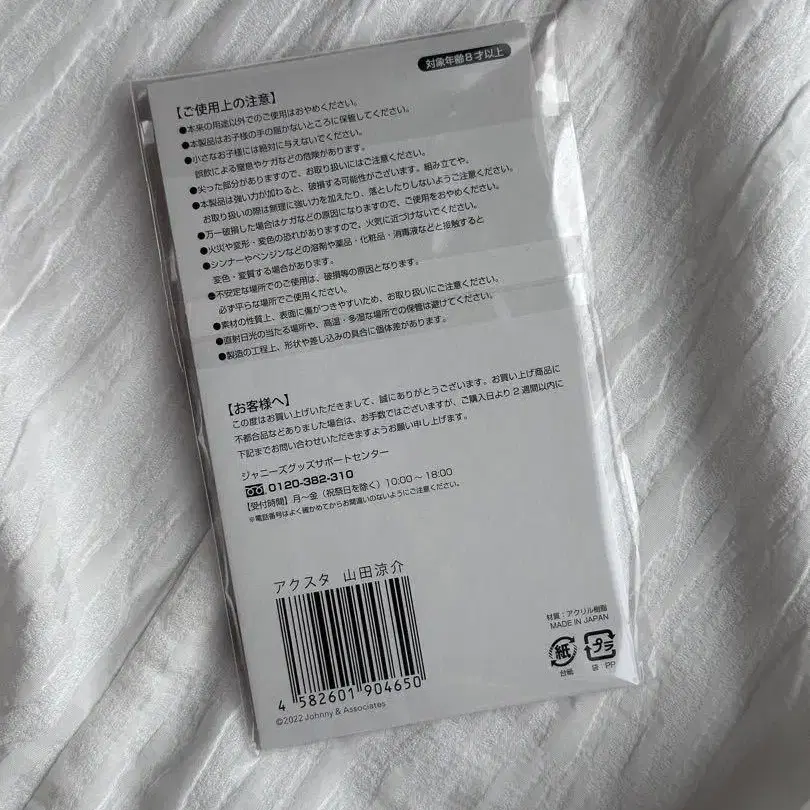 対象年齢8才以上
【ご使用上の注意】
●本来の用途以外でのご使用はおやめください。
●本製品はお子様の手の届かないところに保管してください。
●小さなお子様には絶対に与えないでください。
誤飲による窒息やケガなどの危険があります。
●尖った部分がありますので、お取り扱いにはご注意ください。
●本製品は強い力が加わると、破損する可能性がございます。組み立てや、
お取り扱いの際は無理に強い力を加えたり、落としたりしないようご注意ください。
●万一破損した場合はケガなどの原因になりますので、ご使用をおやめください。
●火災や変形・変色の恐れがありますので、火気に近づけないでください。
●シンナーやベンジンなどの溶剤や薬品・化粧品・消毒液などと接触すると
変色・変質する場合があります。
●不安定な場所でのご使用は、破損等の原因となります。
必ず平らな場所でご使用ください。
●素材の性質上、表面に傷がつきやすいため、お取り扱いにご注意ください。
●直射日光の当たる場所や、高温・多湿な場所での保管は避けてください。
●製造の工程上、形状や差し込みの具合に個体差があります。
【お客様へ】
この度はお買い上げいただきまして、誠にありがとうございます。お買い上げ商品に
不都合品などありました場合は、お手数ではございますが、ご購入日より2週間以内に
下記までお問い合わせいただきますようお願い申し上げます。
ジャニーズグッズサポートセンター
0120-382-310
【受付時間】月～金（祝祭日を除く）10:00～18:00
※電話番号はよく確かめてからお間違いのないようにご注意ください。
アクスタ 山田涼介
4 582601 904650
©2022 Johnny & Associates
材質：アクリル樹脂
MADE IN JAPAN
紙 プラ
台紙 袋 PP